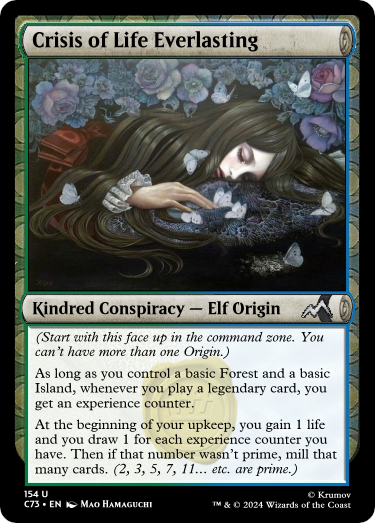 Crisis of Life Everlasting
Kindred Conspiracy — Elf Origin
(Start with this face up in the command zone. You
can't have more than one Origin.)
As long as you control a basic Forest and a basic
Island, whenever you play a legendary card, you
get an experience counter.
At the beginning of your upkeep, you gain 1 life
and you draw 1 for each experience counter
you have. Then if that number wasn't prime, mill that
many cards. (2, 3, 5, 7, 11... etc. are prime.)
154 U
© Krumov
C73 • EN Mao Hamaguchi
™ & © 2024 Wizards of the Coast